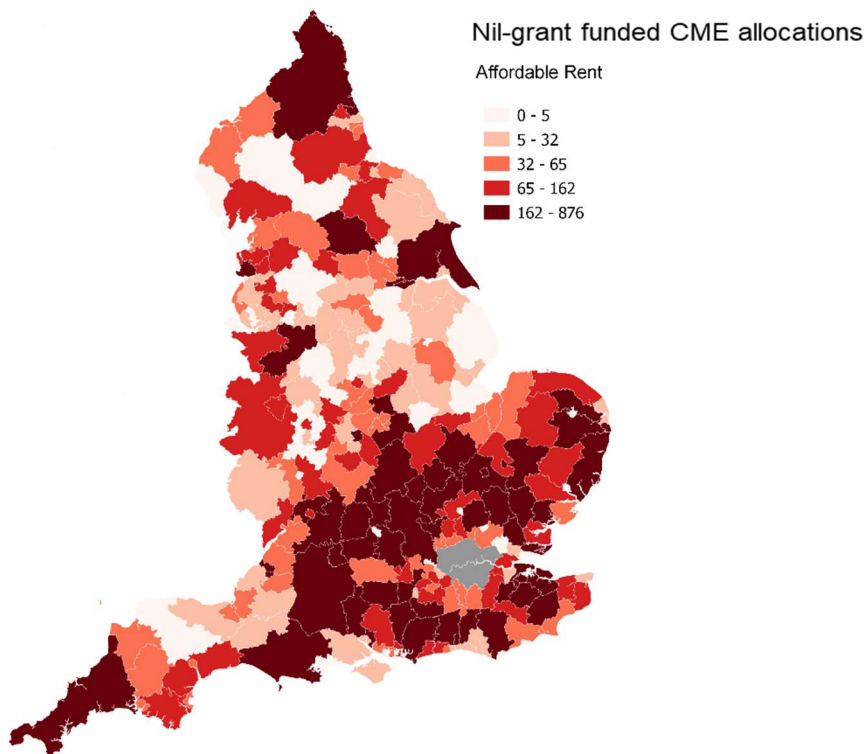 Nil-grant funded CME allocations
Affordable Rent
0 - 5
5 - 32
32 - 65
65 - 162
162 - 876